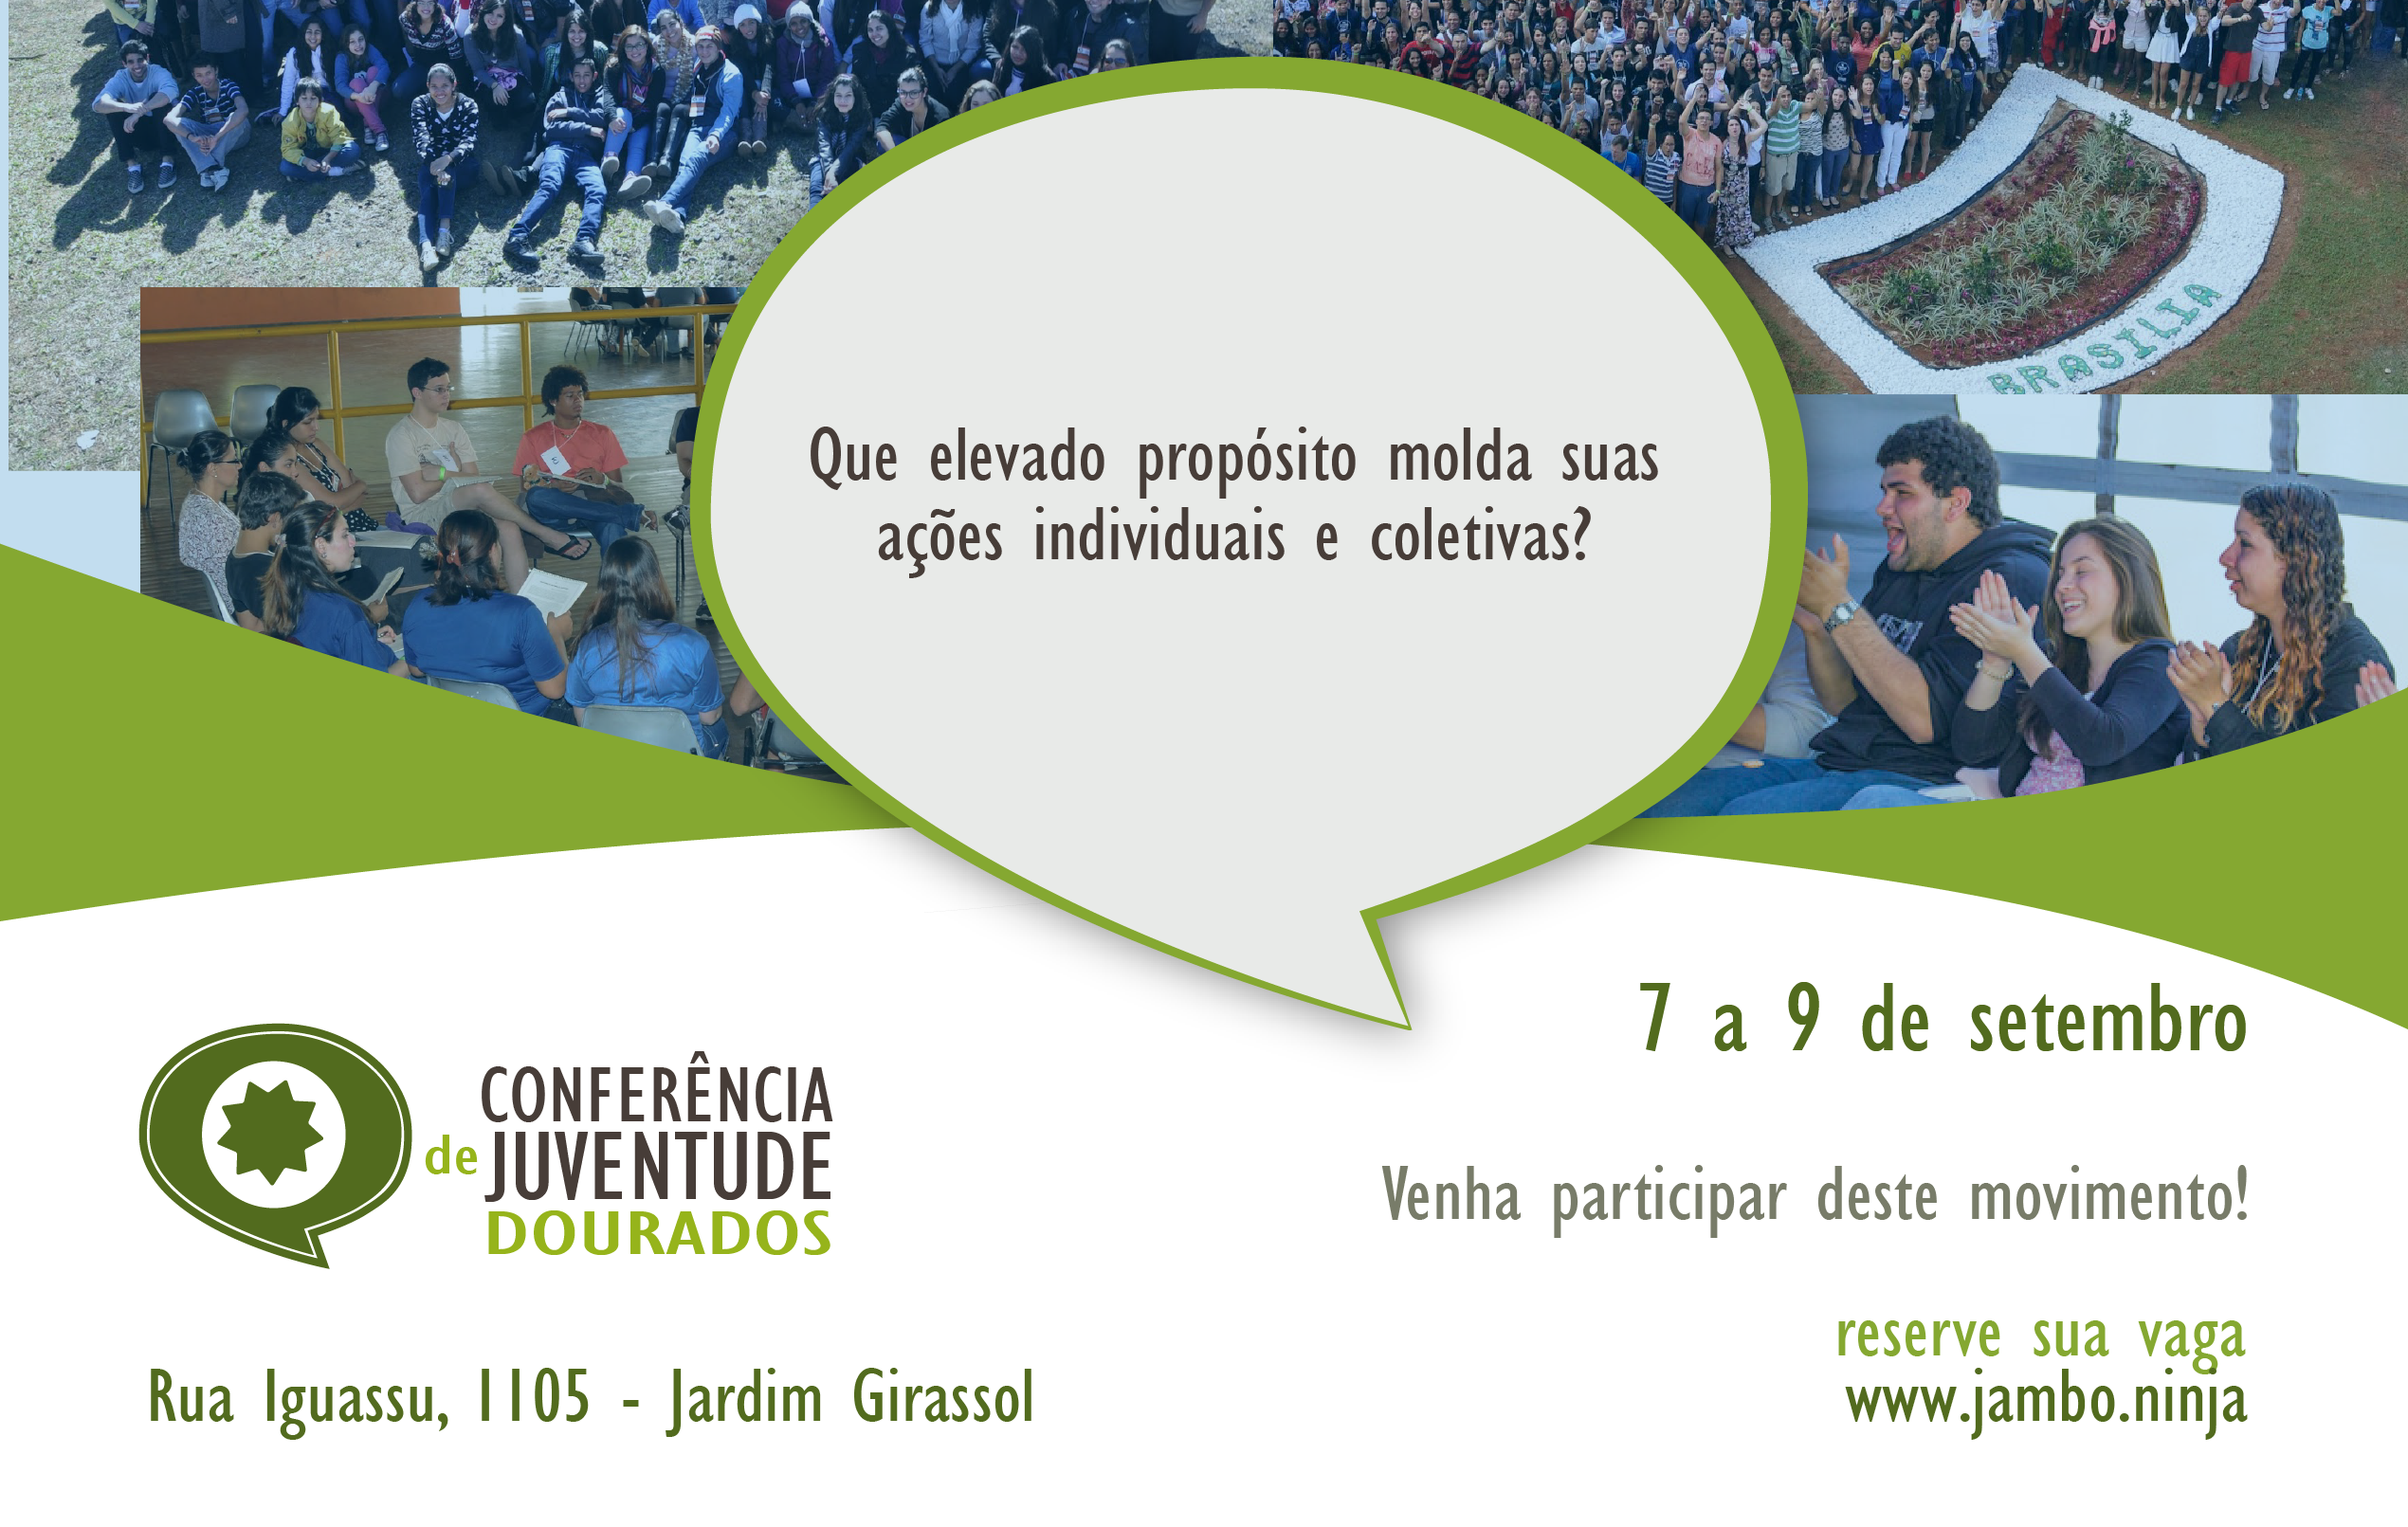 BRASILIA
Que elevado propósito molda suas
ações individuais e coletivas?
7 a 9 de setembro
CONFERÊNCIA
de JUVENTUDE
DOURADOS
Venha participar deste movimento!
reserve sua vaga
www.jambo.ninja
Rua Iguassu, 1105 - Jardim Girassol